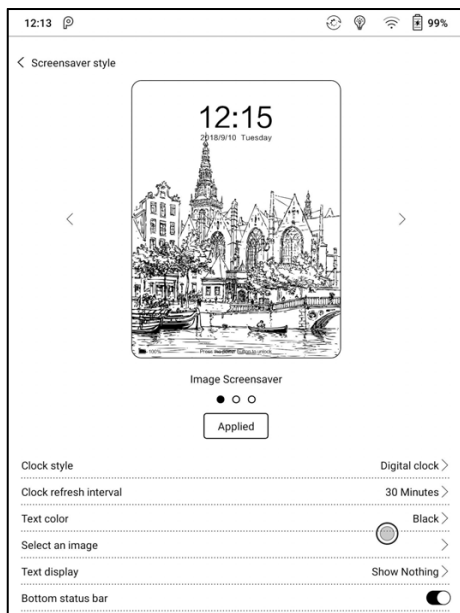 12:13 99%
Screensaver style
12:15
2018/9/10 Tuesday
100%
Image Screensaver
Applied
Clock style Digital clock
Clock refresh interval 30 Minutes
Text color Black
Select an image
Text display Show Nothing
Bottom status bar